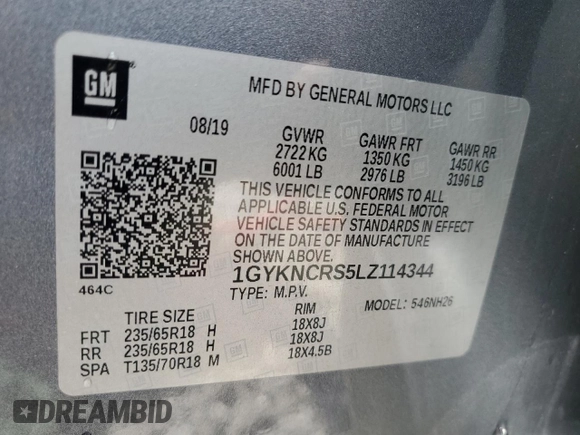 GM
MFD BY GENERAL MOTORS LLC
08/19 GVWR GAWR FRT GAWR RR
2722 KG 1350 KG 1450 KG
6001 LB 2976 LB 3196 LB
THIS VEHICLE CONFORMS TO ALL
APPLICABLE U.S. FEDERAL MOTOR
VEHICLE SAFETY STANDARDS IN EFFECT
ON THE DATE OF MANUFACTURE
SHOWN ABOVE.
464C 1GYKNCRS5LZ114344
TYPE: M.P.V. MODEL: 546NH26
TIRE SIZE RIM
FRT 235/65R18 H 18X8J
RR 235/65R18 H 18X8J
SPA T135/70R18 M 18X4.5B
DREAMBID